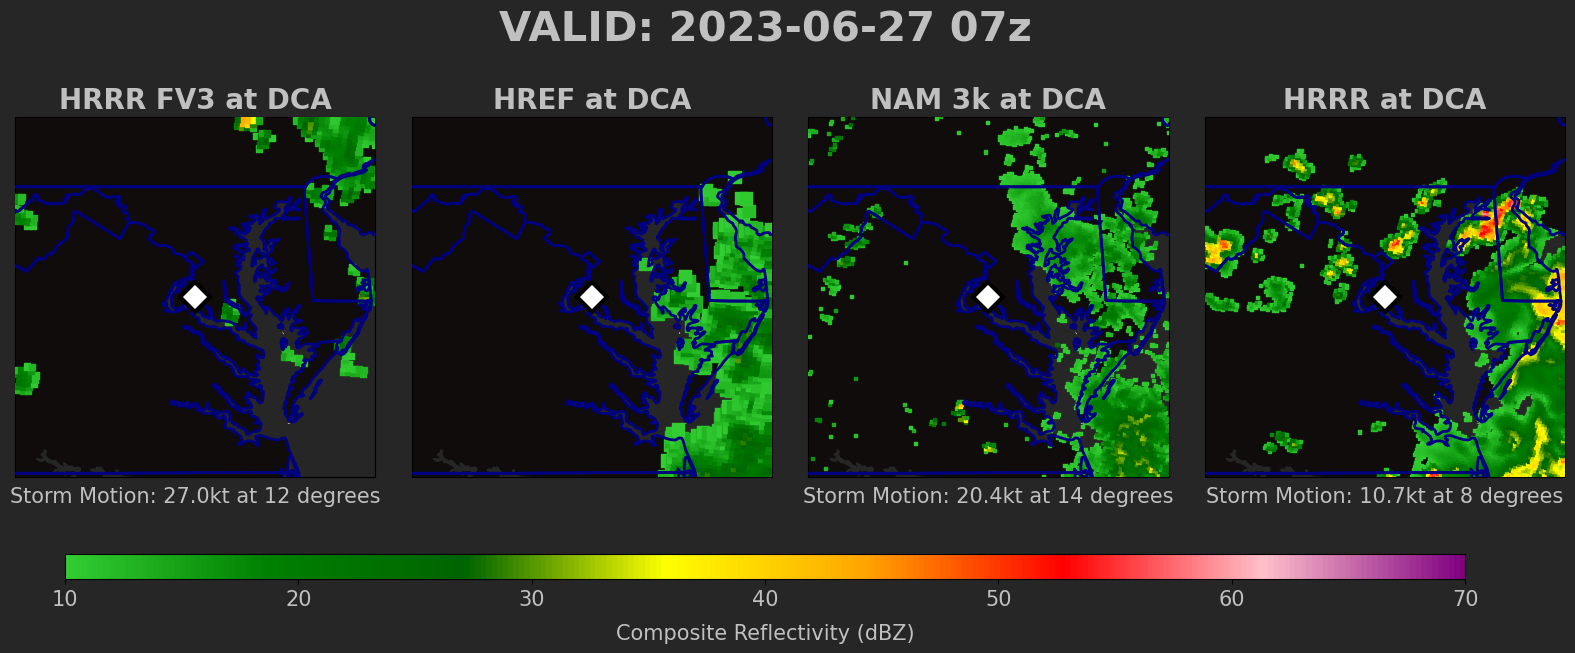 VALID: 2023-06-27 07z
HRRR FV3 at DCA
HREF at DCA
NAM 3k at DCA
HRRR at DCA
Storm Motion: 27.0kt at 12 degrees
Storm Motion: 20.4kt at 14 degrees
Storm Motion: 10.7kt at 8 degrees
10 20 30 40 50 60 70
Composite Reflectivity (dBZ)